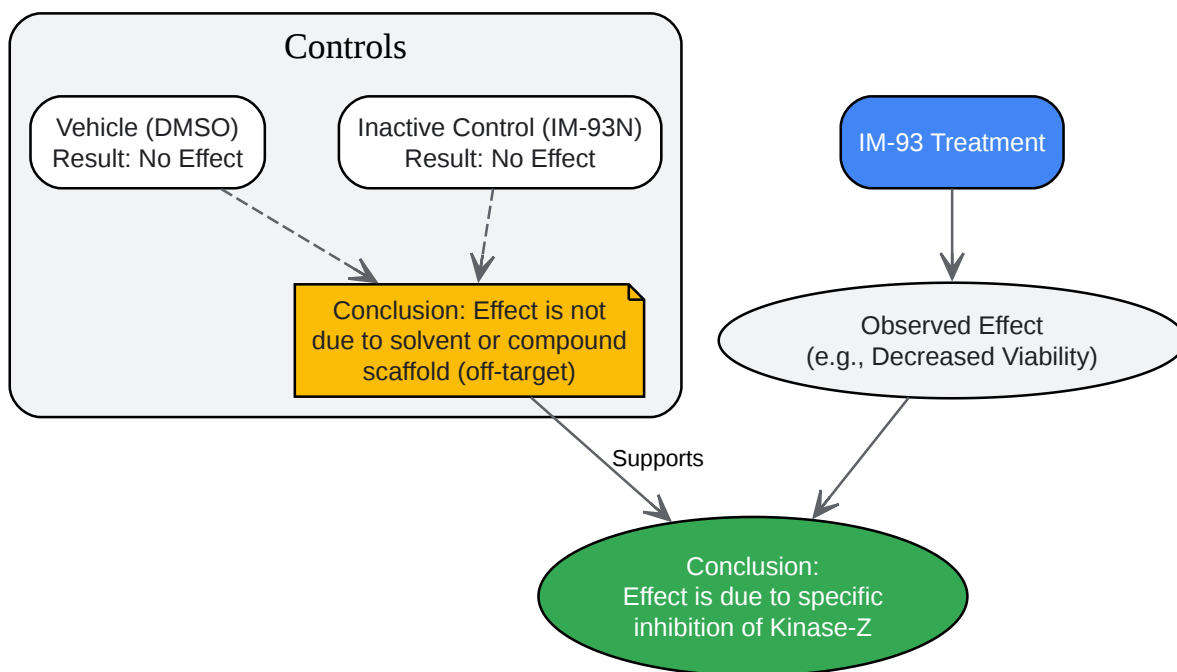 Controls
Vehicle (DMSO)
Result: No Effect
Inactive Control (IM-93N)
Result: No Effect
IM-93 Treatment
Conclusion: Effect is not
due to solvent or compound
scaffold (off-target)
Observed Effect
(e.g., Decreased Viability)
Supports
Conclusion:
Effect is due to specific
inhibition of Kinase-Z